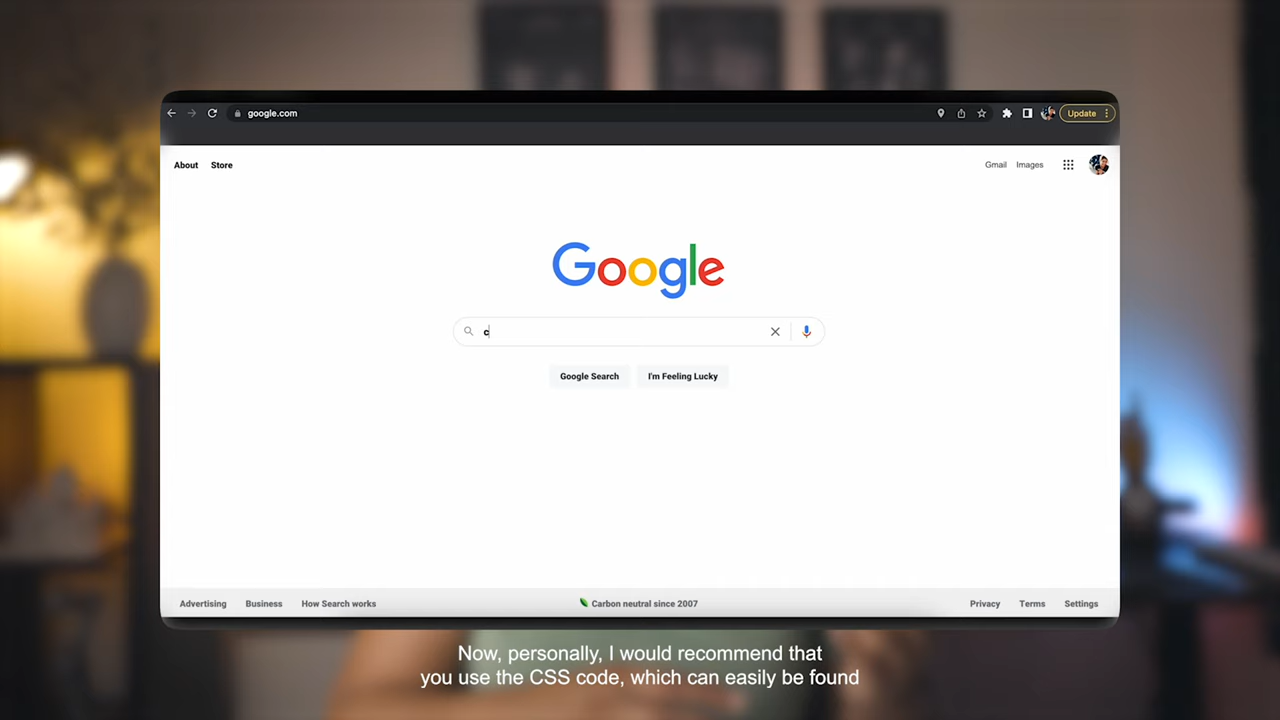 google.com
Update
About Store
Gmail Images
Google
c
Google Search I'm Feeling Lucky
Advertising Business How Search works
Carbon neutral since 2007
Privacy Terms Settings
Now, personally, I would recommend that
you use the CSS code, which can easily be found